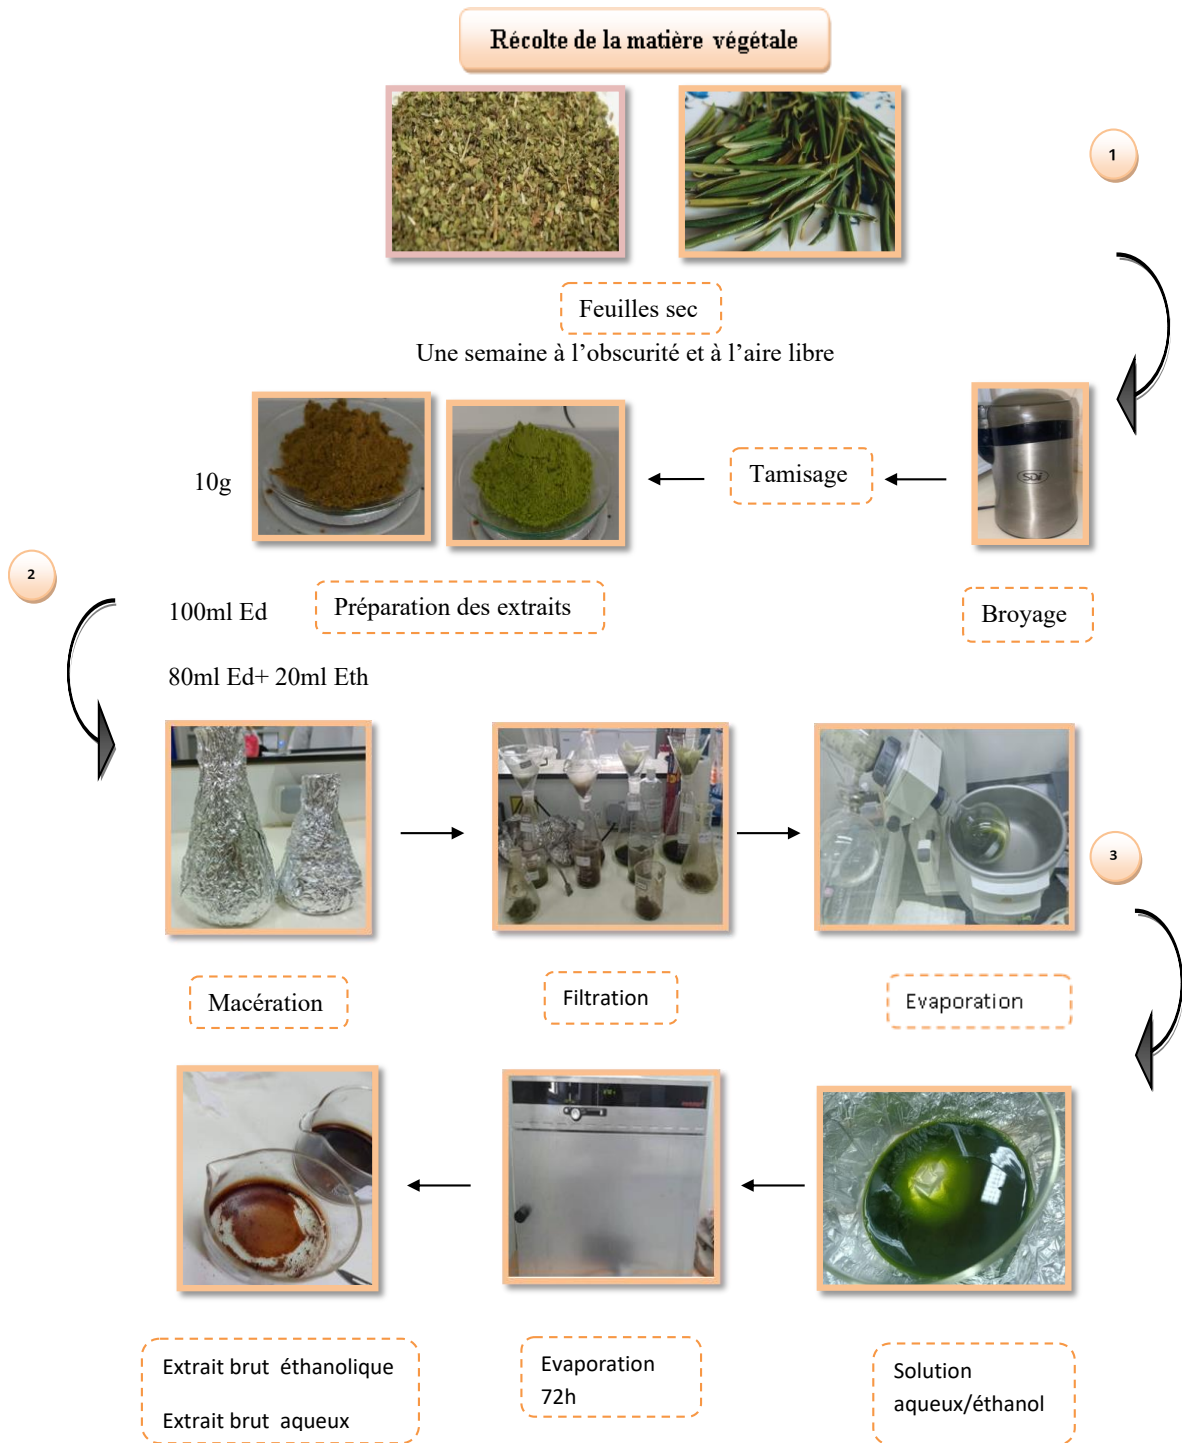 Récolte de la matière végétale
1
Feuilles sec
Une semaine à l'obscurité et à l'aire libre
10g
Tamisage
2
100ml Ed
Préparation des extraits
Broyage
80ml Ed+ 20ml Eth
3
Macération
Filtration
Evaporation
Extrait brut éthanolique
Extrait brut aqueux
Evaporation
72h
Solution
aqueux/éthanol